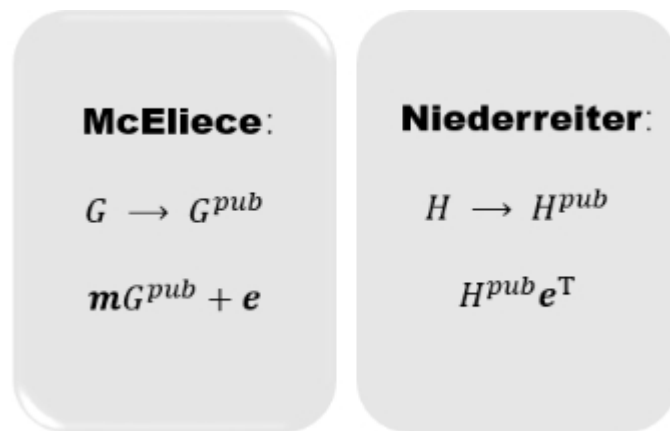 McEliece:
G → G^pub
mG^pub + e
Niederreiter:
H → H^pub
H^pub e^T